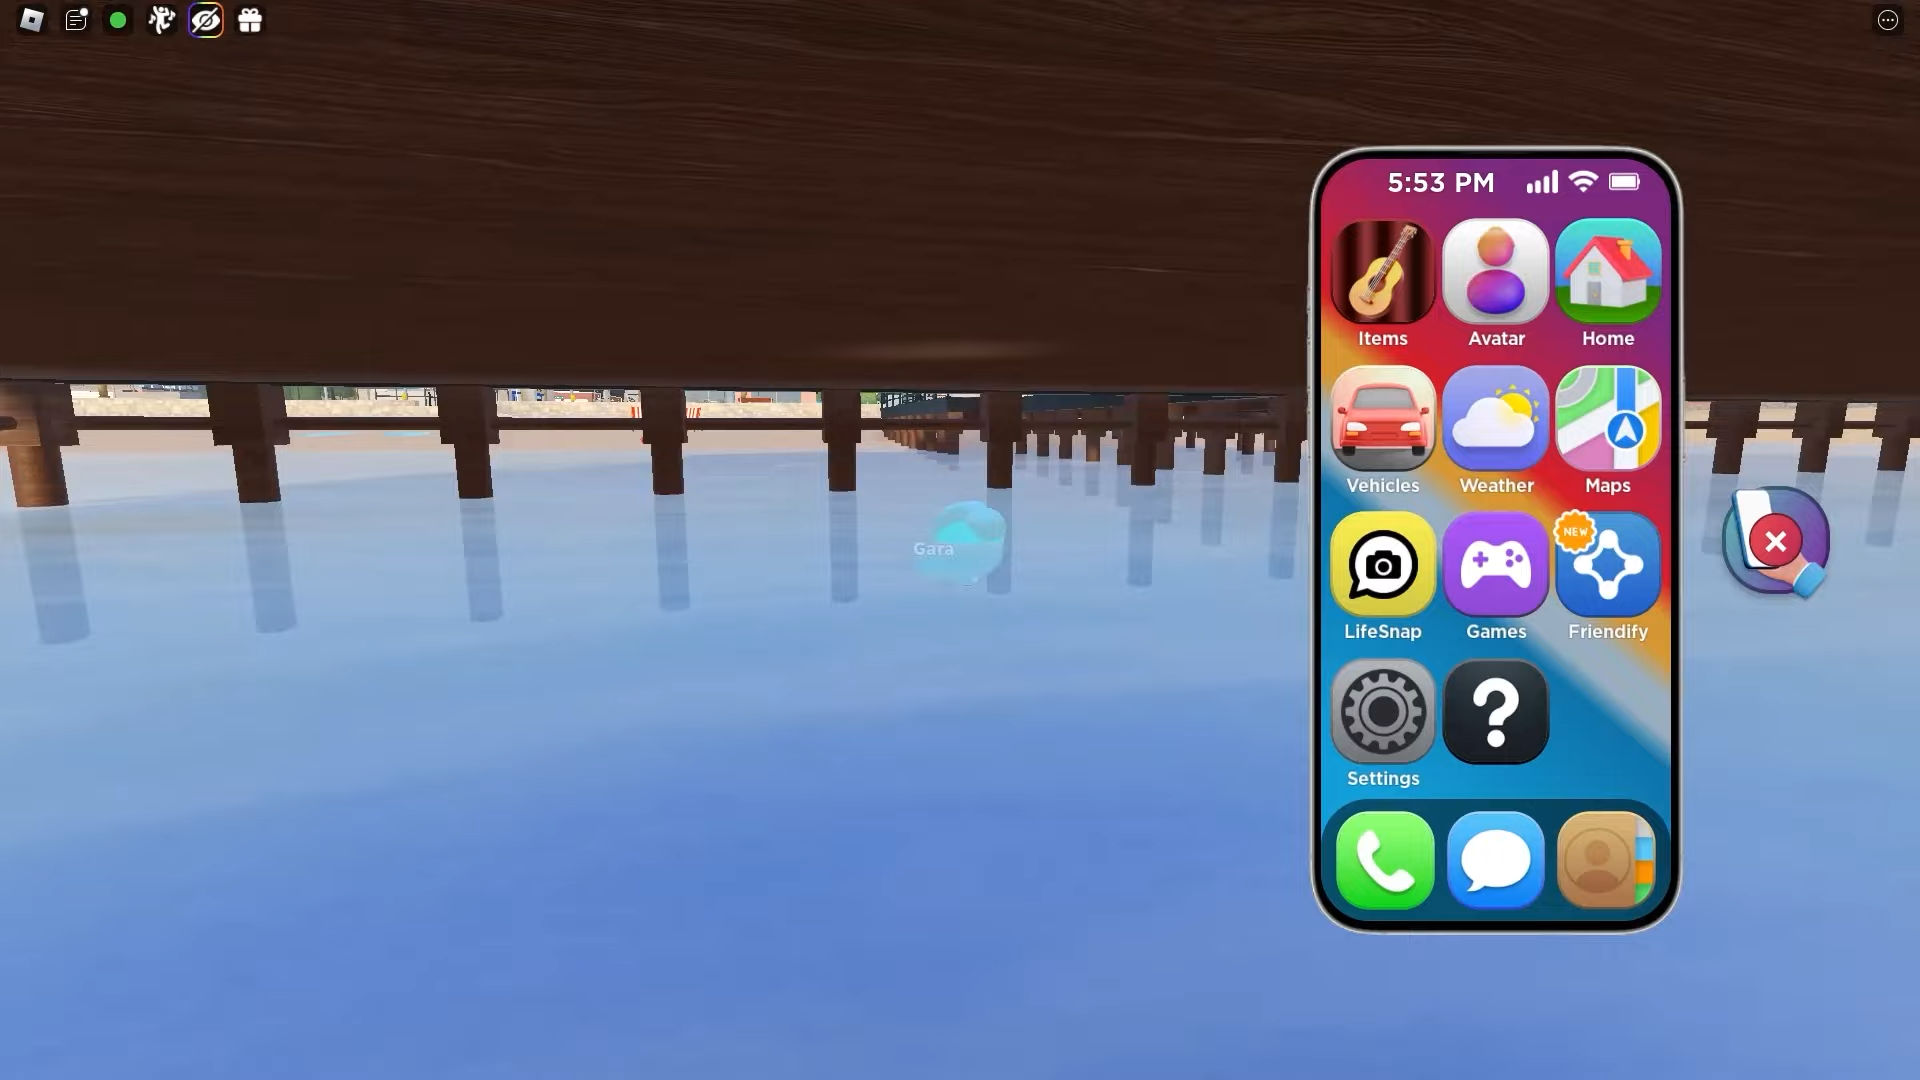 5:53 PM
Items
Avatar
Home
Vehicles
Weather
Maps
NEW
LifeSnap
Games
Friendify
?
Settings
Gara